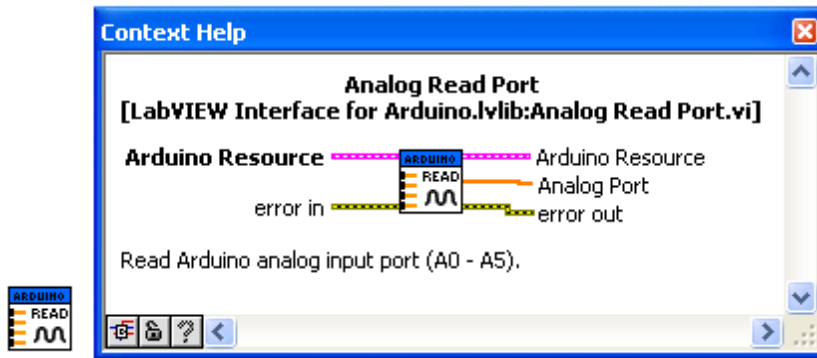 Context Help
Analog Read Port
[LabVIEW Interface for Arduino.lvlib:Analog Read Port.vi]
Arduino Resource
ARDUINO
READ
Arduino Resource
Analog Port
error in
error out
Read Arduino analog input port (A0 - A5).
ARDUINO
READ
?